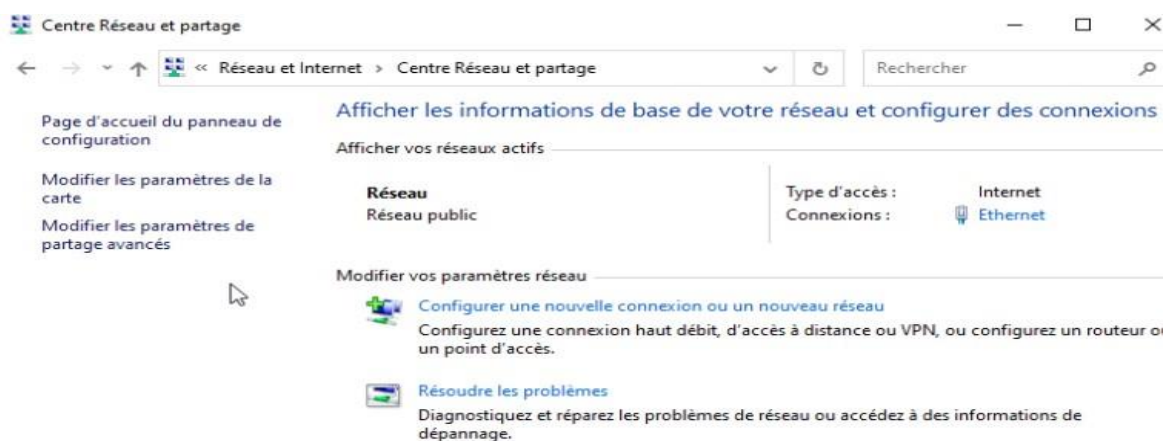 Centre Réseau et partage
« Réseau et Internet > Centre Réseau et partage
Rechercher
Page d'accueil du panneau de
configuration
Modifier les paramètres de la
carte
Modifier les paramètres de
partage avancés
Afficher les informations de base de votre réseau et configurer des connexions
Afficher vos réseaux actifs
Réseau
Réseau public
Type d'accès : Internet
Connexions : Ethernet
Modifier vos paramètres réseau
Configurer une nouvelle connexion ou un nouveau réseau
Configurez une connexion haut débit, d'accès à distance ou VPN, ou configurez un routeur ou
un point d'accès.
Résoudre les problèmes
Diagnostiquez et réparez les problèmes de réseau ou accédez à des informations de
dépannage.